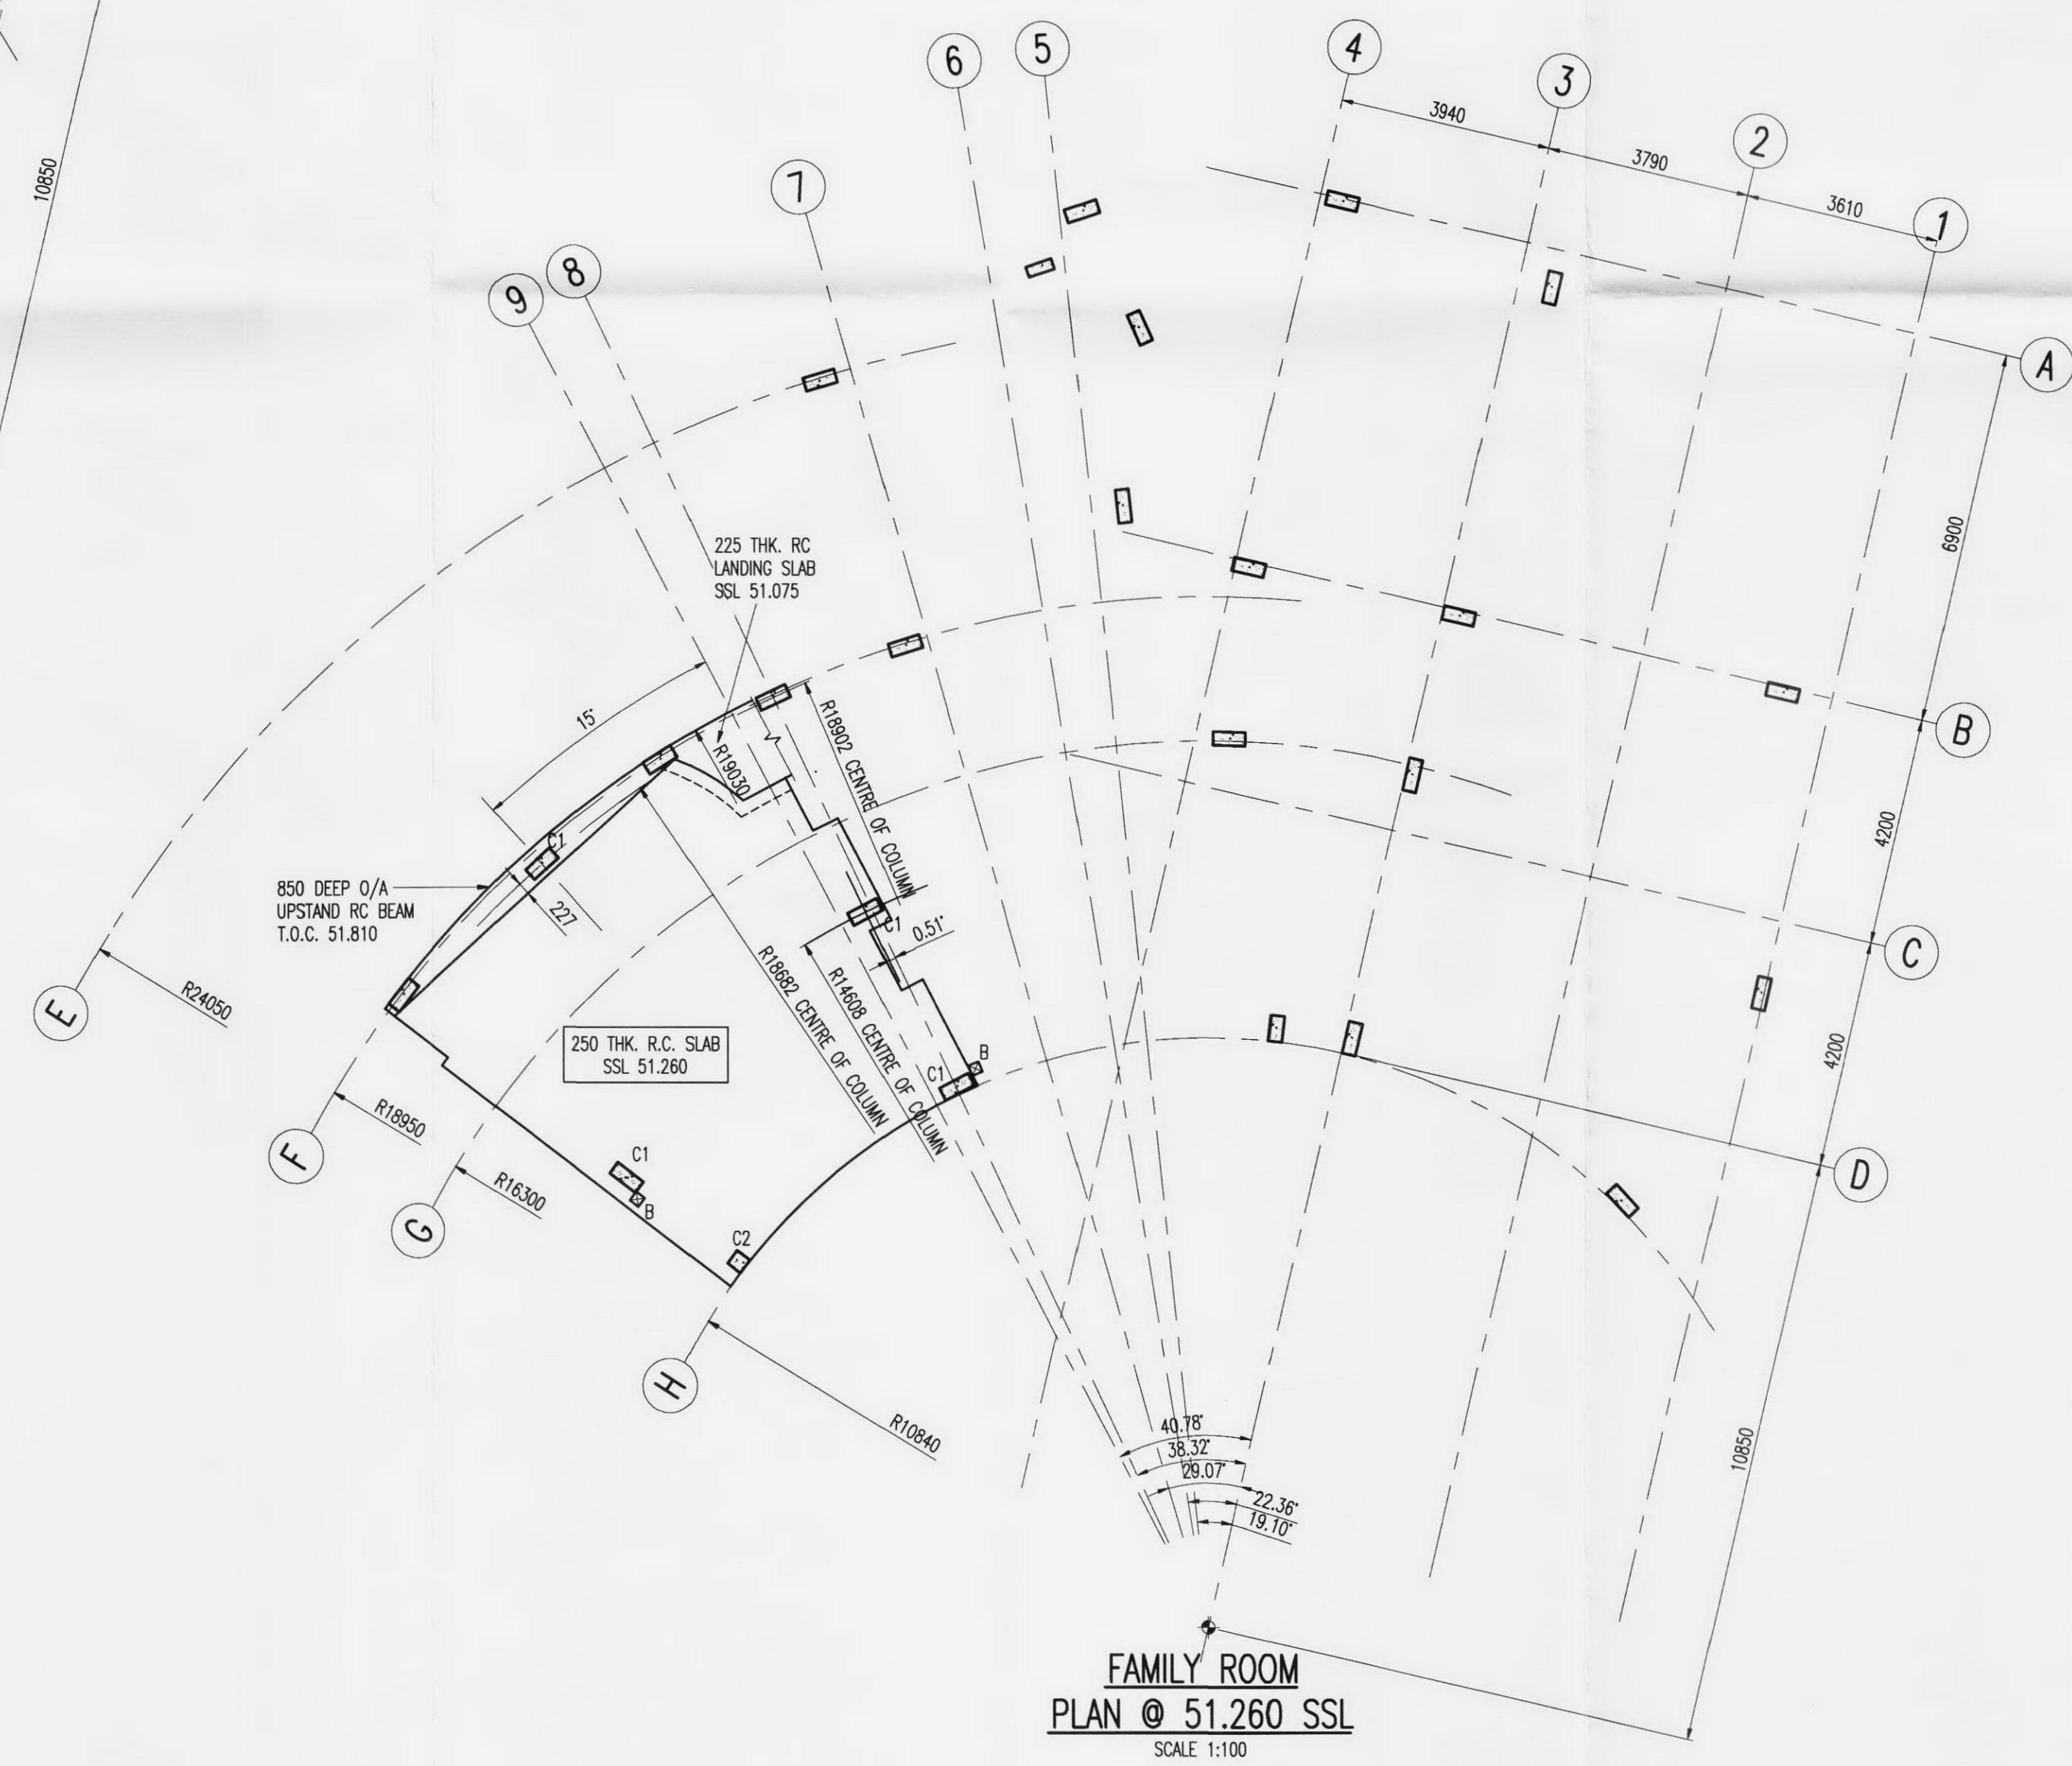 10850
6
5
4
3
2
1
7
8
9
3940
3790
3610
A
6900
B
4200
C
4200
D
10850
225 THK. RC
LANDING SLAB
SSL 51.075
15°
R19030
R18902 CENTRE OF COLUMN
C1
227
850 DEEP O/A
UPSTAND RC BEAM
T.O.C. 51.810
C1
0.51°
R18682 CENTRE OF COLUMN
R14608 CENTRE OF COLUMN
E
R24050
250 THK. R.C. SLAB
SSL 51.260
B
C1
F
R18950
C1
B
G
R16300
C2
H
R10840
40.78°
38.32°
29.07°
22.36°
19.10°
FAMILY ROOM
PLAN @ 51.260 SSL
SCALE 1:100